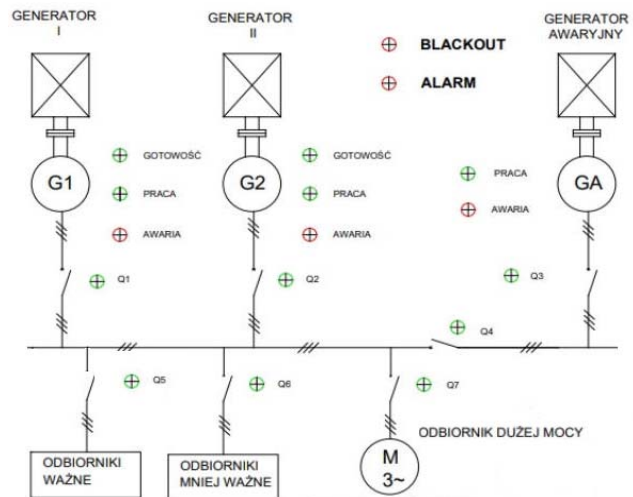 GENERATOR
I
GENERATOR
II
GENERATOR
AWARYJNY
BLACKOUT
ALARM
GOTOWOŚĆ
GOTOWOŚĆ
G1
PRACA
G2
PRACA
PRACA
GA
AWARIA
AWARIA
AWARIA
Q1
Q2
Q3
Q4
Q5
Q6
Q7
ODBIORNIK DUŻEJ MOCY
ODBIORNIKI
WAŻNE
ODBIORNIKI
MNIEJ WAŻNE
M
3~